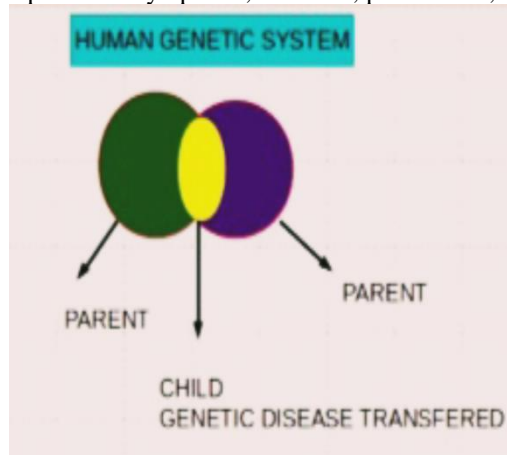 HUMAN GENETIC SYSTEM
PARENT
PARENT
CHILD
GENETIC DISEASE TRANSFERED